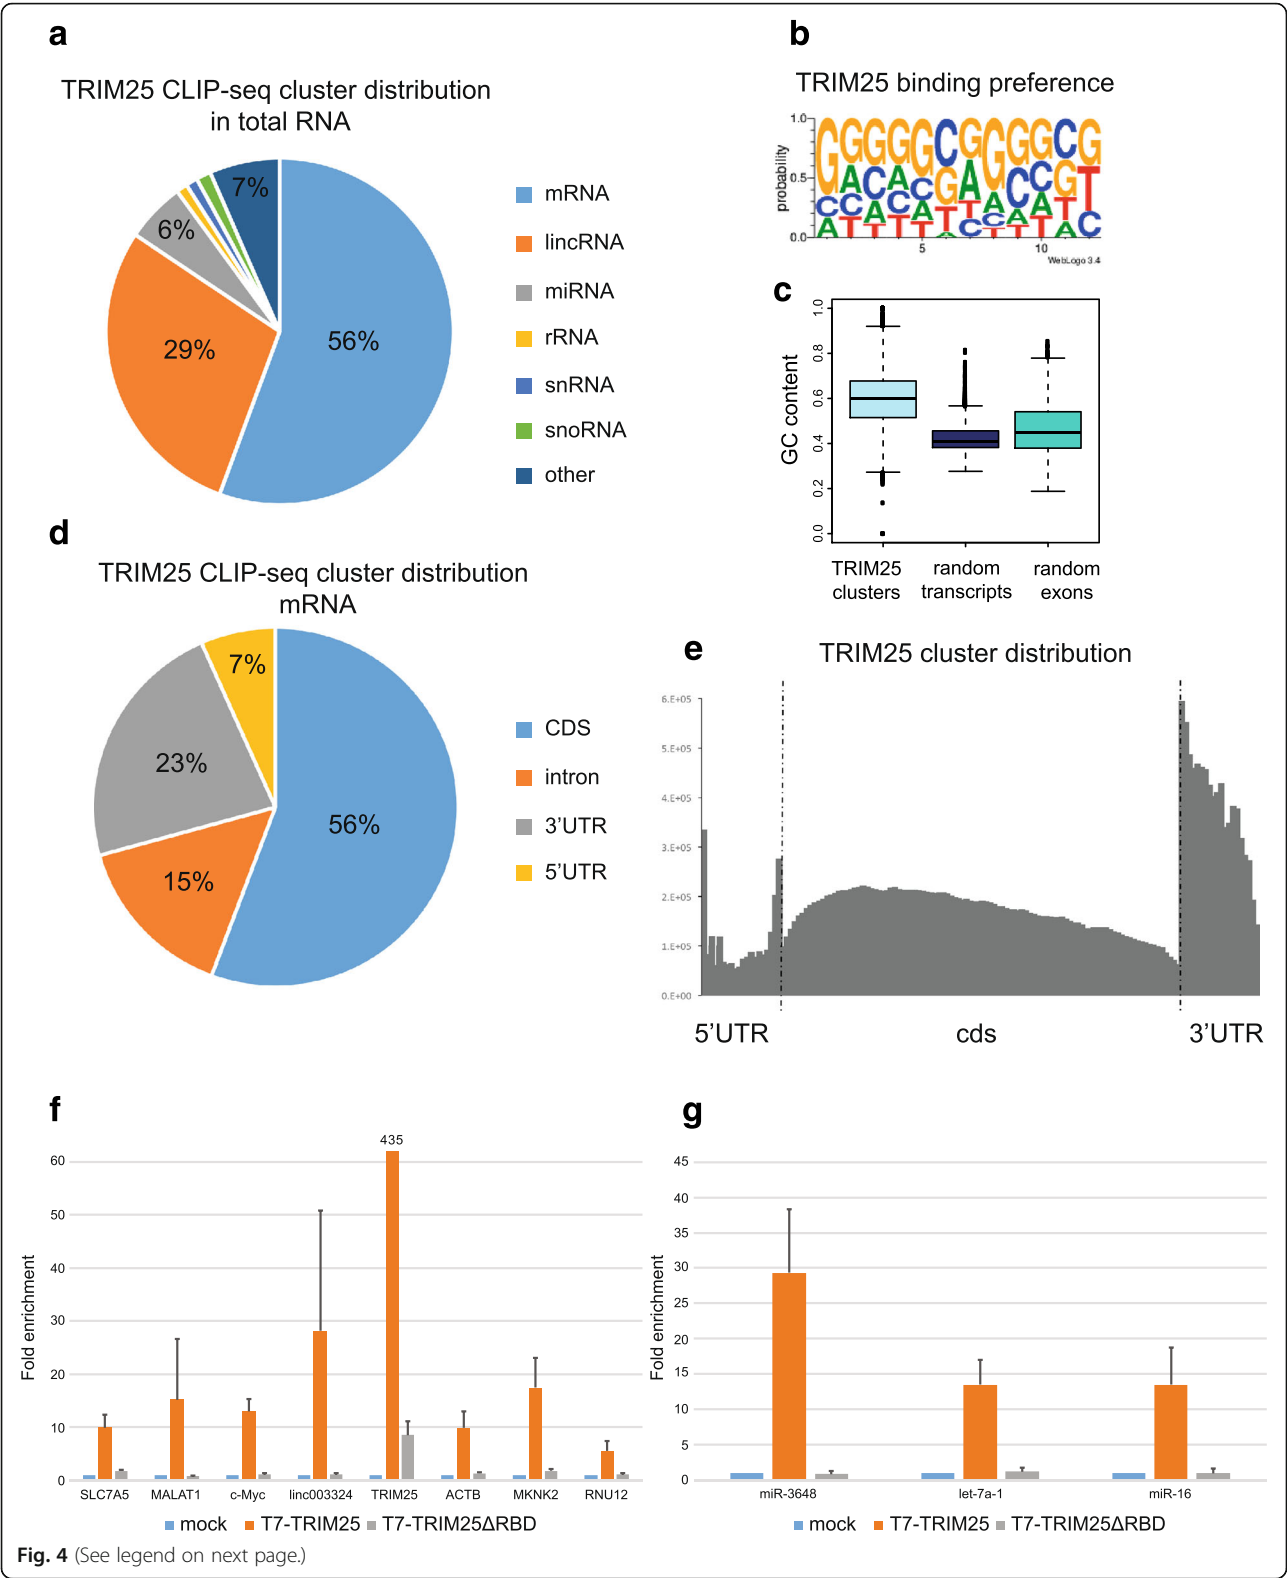 a
TRIM25 CLIP-seq cluster distribution
in total RNA
7%
6%
29%
56%
mRNA
lincRNA
miRNA
rRNA
snRNA
snoRNA
other
b
TRIM25 binding preference
probability
1.0
0.5
0.0
5
10
WebLogo 3.4
c
GC content
1.0
0.8
0.6
0.4
0.2
0.0
TRIM25 clusters
random transcripts
random exons
d
TRIM25 CLIP-seq cluster distribution
mRNA
7%
23%
15%
56%
CDS
intron
3’UTR
5’UTR
e
TRIM25 cluster distribution
6.E+05
5.E+05
4.E+05
3.E+05
2.E+05
1.E+05
0.E+00
5’UTR cds 3’UTR
f
Fold enrichment
435
60
50
40
30
20
10
0
SLC7A5 MALAT1 c-Myc linc003324 TRIM25 ACTB MKNK2 RNU12
mock T7-TRIM25 T7-TRIM25ΔRBD
g
Fold enrichment
45
40
35
30
25
20
15
10
5
0
miR-3648 let-7a-1 miR-16
mock T7-TRIM25 T7-TRIM25ΔRBD
Fig. 4 (See legend on next page.)